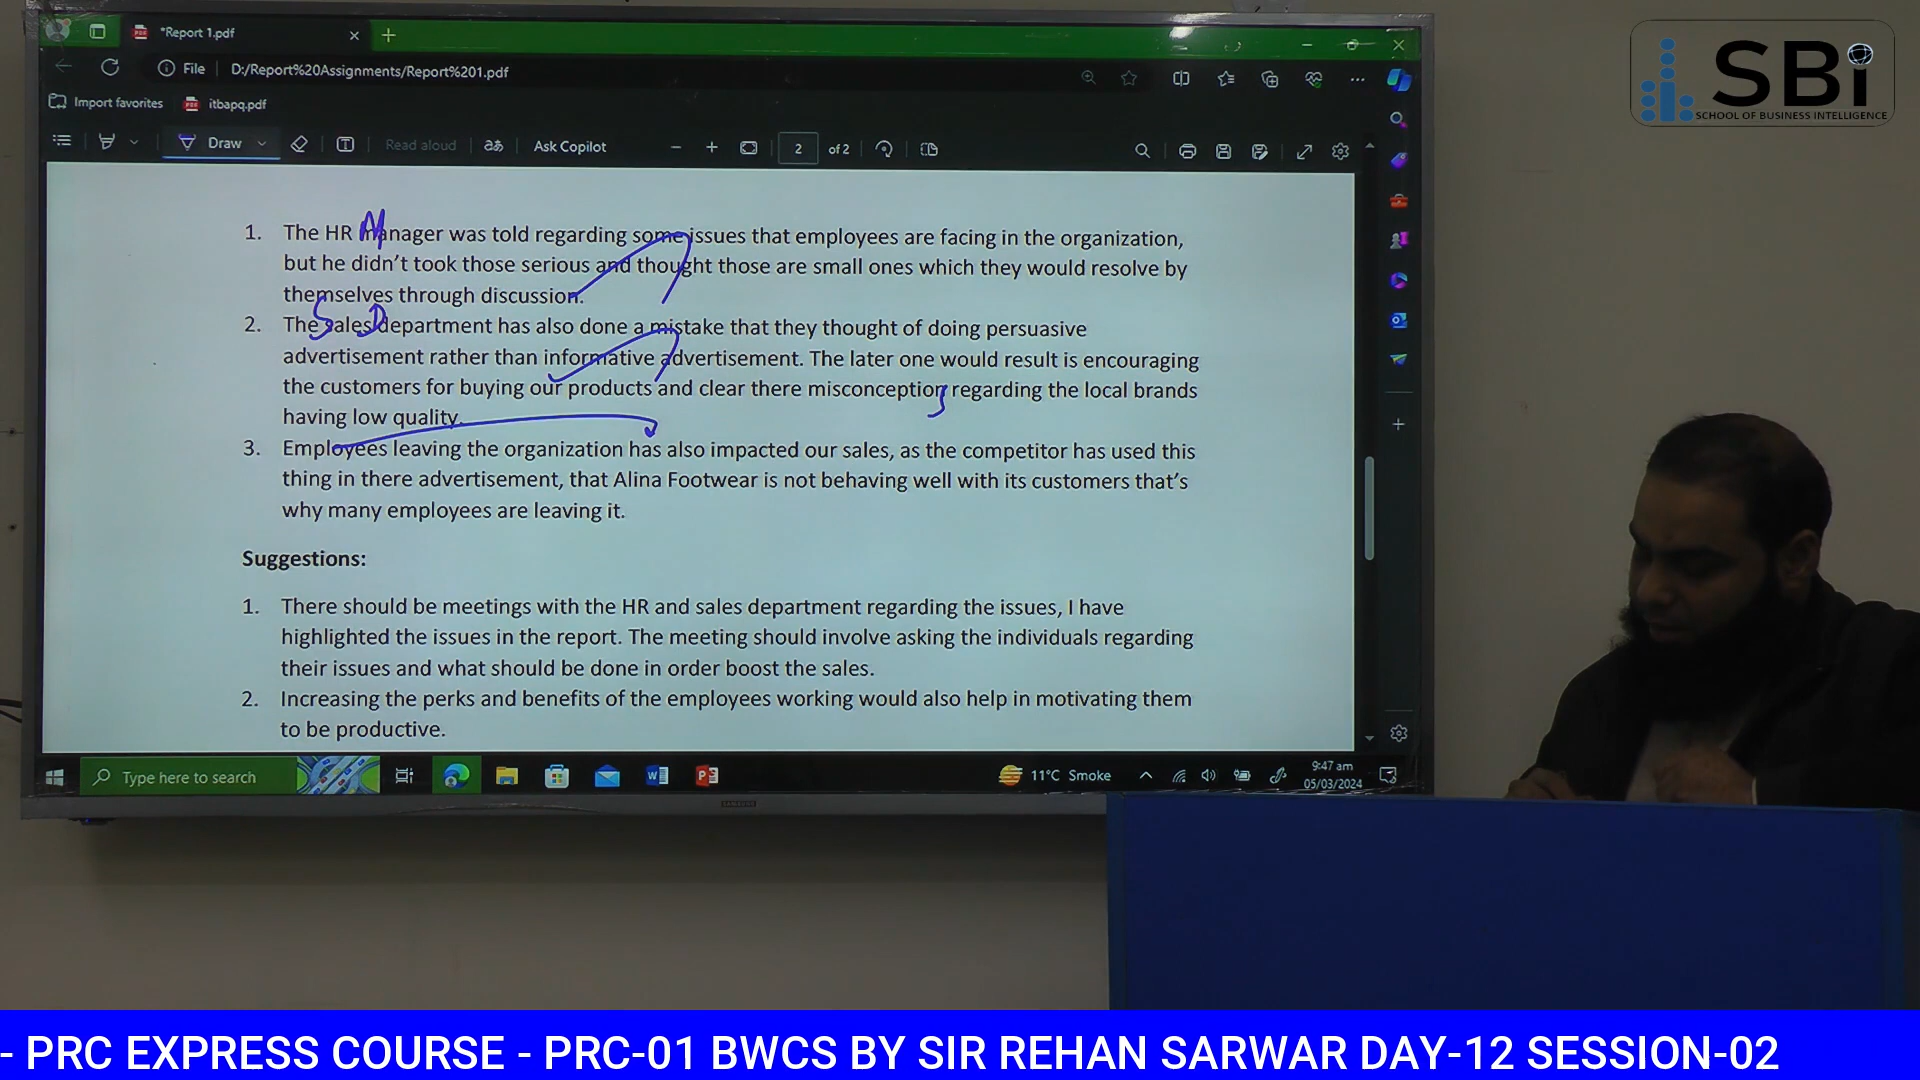 *Report 1.pdf
File D:/Report%20Assignments/Report%201.pdf
Import favorites itbapq.pdf
Draw Read aloud aあ Ask Copilot 2 of 2
SBi
SCHOOL OF BUSINESS INTELLIGENCE
M
1. The HR manager was told regarding some issues that employees are facing in the organization,
but he didn't took those serious and thought those are small ones which they would resolve by
themselves through discussion.
S D
2. The sales department has also done a mistake that they thought of doing persuasive
advertisement rather than informative advertisement. The later one would result is encouraging
the customers for buying our products and clear there misconception regarding the local brands
s
having low quality.
3. Employees leaving the organization has also impacted our sales, as the competitor has used this
thing in there advertisement, that Alina Footwear is not behaving well with its customers that's
why many employees are leaving it.
Suggestions:
1. There should be meetings with the HR and sales department regarding the issues, I have
highlighted the issues in the report. The meeting should involve asking the individuals regarding
their issues and what should be done in order boost the sales.
2. Increasing the perks and benefits of the employees working would also help in motivating them
to be productive.
Type here to search 11°C Smoke 9:47 am
05/03/2024
SAMSUNG
- PRC EXPRESS COURSE - PRC-01 BWCS BY SIR REHAN SARWAR DAY-12 SESSION-02